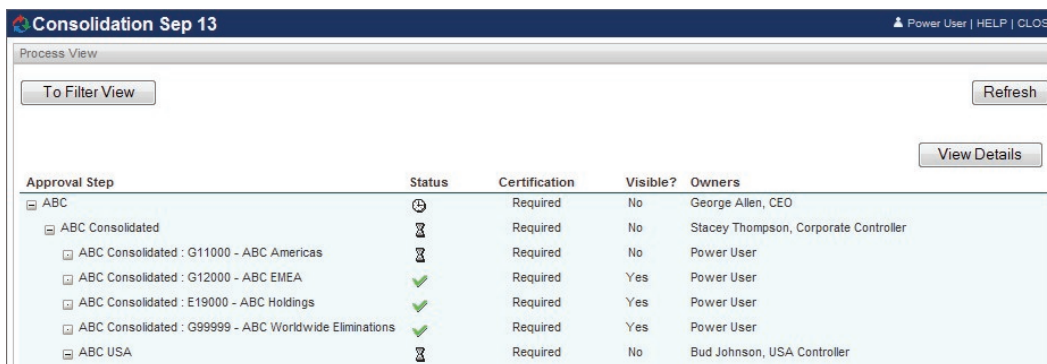 Consolidation Sep 13
Power User | HELP | CLOS
Process View
To Filter View
Refresh
View Details
Approval Step Status Certification Visible? Owners
ABC Required No George Allen, CEO
ABC Consolidated Required No Stacey Thompson, Corporate Controller
ABC Consolidated : G11000 - ABC Americas Required No Power User
ABC Consolidated : G12000 - ABC EMEA Required Yes Power User
ABC Consolidated : E19000 - ABC Holdings Required Yes Power User
ABC Consolidated : G99999 - ABC Worldwide Eliminations Required Yes Power User
ABC USA Required No Bud Johnson, USA Controller